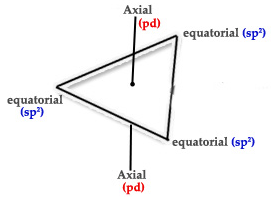 Axial
(pd)
equatorial (sp²)
equatorial
(sp²)
equatorial (sp²)
Axial
(pd)